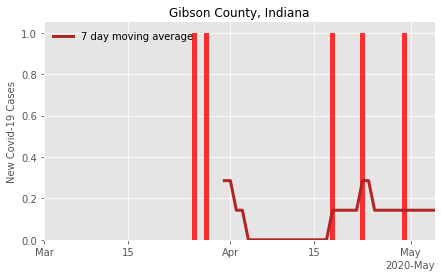 Gibson County, Indiana
7 day moving average
New Covid-19 Cases
1.0
0.8
0.6
0.4
0.2
0.0
Mar
15
Apr
15
May
2020-May